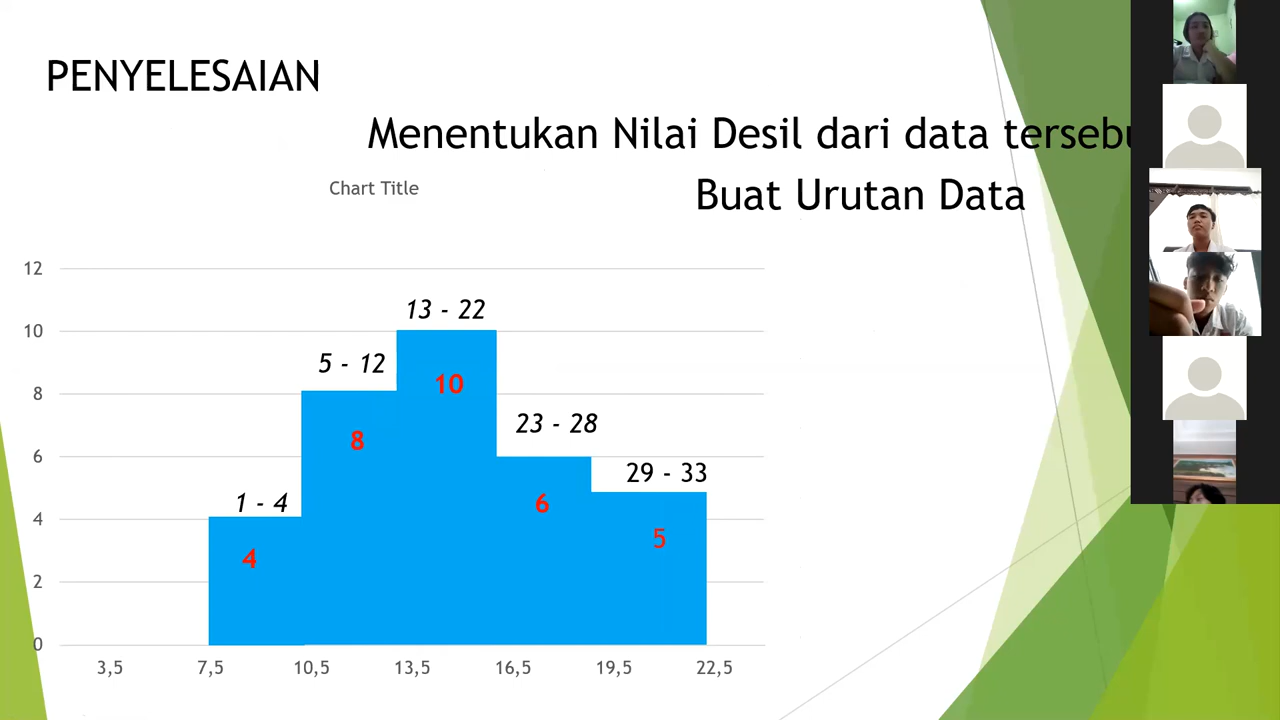 PENYELESAIAN
Menentukan Nilai Desil dari data tersebu
Buat Urutan Data
Chart Title
12
10
8
6
4
2
0
13 - 22
5 - 12
10
23 - 28
8
29 - 33
1 - 4
6
5
4
3,5 7,5 10,5 13,5 16,5 19,5 22,5